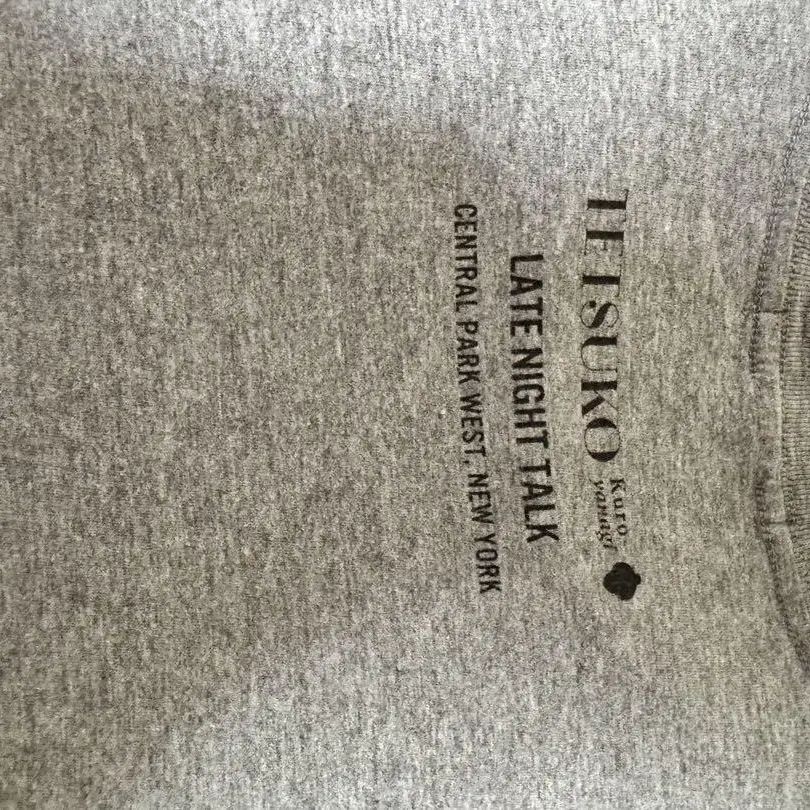 TETSUKO
Kuro
yanagi
LATE NIGHT TALK
CENTRAL PARK WEST, NEW YORK